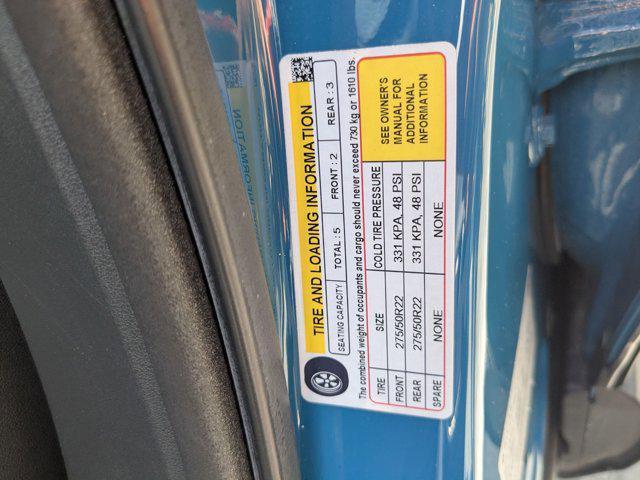 TIRE AND LOADING INFORMATION
SEATING CAPACITY TOTAL : 5 FRONT : 2 REAR : 3
The combined weight of occupants and cargo should never exceed 730 kg or 1610 lbs.
TIRE SIZE COLD TIRE PRESSURE
FRONT 275/50R22 331 KPA, 48 PSI
REAR 275/50R22 331 KPA, 48 PSI
SPARE NONE NONE
SEE OWNER'S
MANUAL FOR
ADDITIONAL
INFORMATION